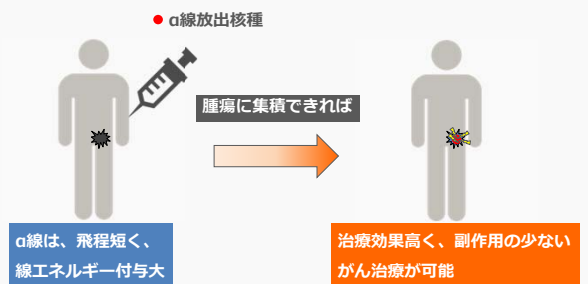 α線放出核種
腫瘍に集積できれば
α線は、飛程短く、
線エネルギー付与大
治療効果高く、副作用の少ない
がん治療が可能